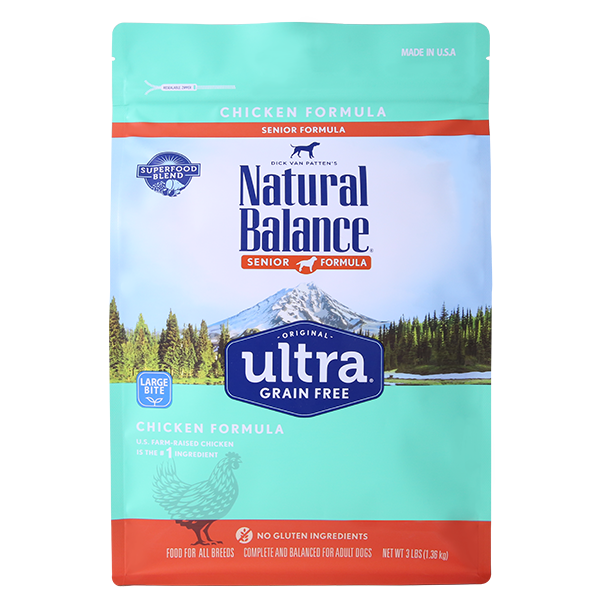 MADE IN U.S.A
RESEALABLE ZIPPER
CHICKEN FORMULA
SENIOR FORMULA
SUPERFOOD
BLEND
DICK VAN PATTEN'S
Natural
Balance®
SENIOR FORMULA
ORIGINAL
ultra®
GRAIN FREE
LARGE
BITE
CHICKEN FORMULA
U.S. FARM-RAISED CHICKEN
IS THE #1 INGREDIENT
NO GLUTEN INGREDIENTS
FOOD FOR ALL BREEDS COMPLETE AND BALANCED FOR ADULT DOGS NET WT 3 LBS (1.36 kg)